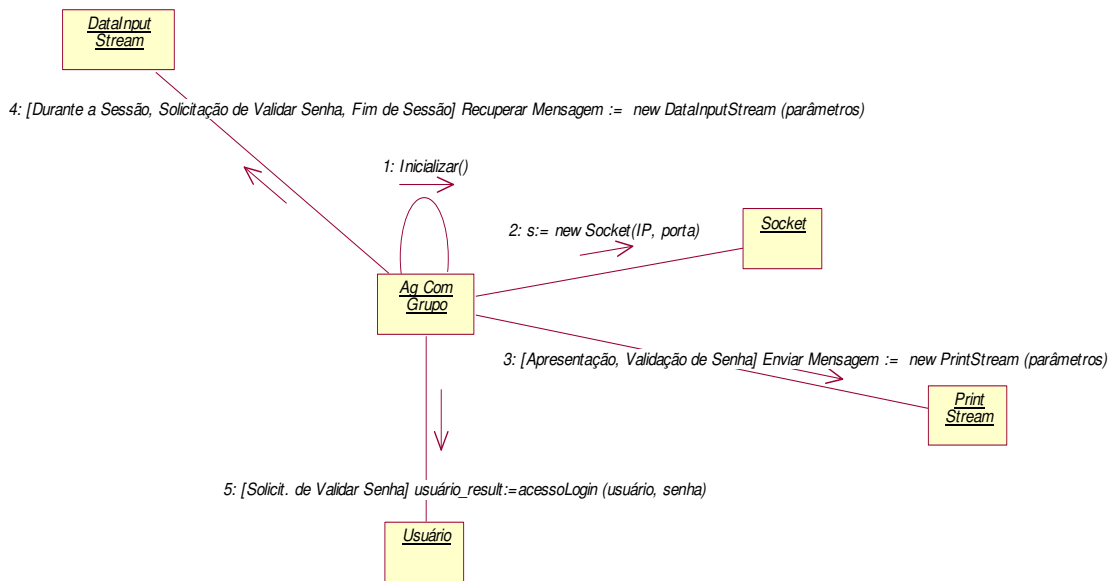 DataInput
Stream
4: [Durante a Sessão, Solicitação de Validar Senha, Fim de Sessão] Recuperar Mensagem := new DataInputStream (parâmetros)
1: Inicializar()
2: s:= new Socket(IP, porta)
Socket
Ag Com
Grupo
3: [Apresentação, Validação de Senha] Enviar Mensagem := new PrintStream (parâmetros)
Print
Stream
5: [Solicit. de Validar Senha] usuário_result:=acessoLogin (usuário, senha)
Usuário